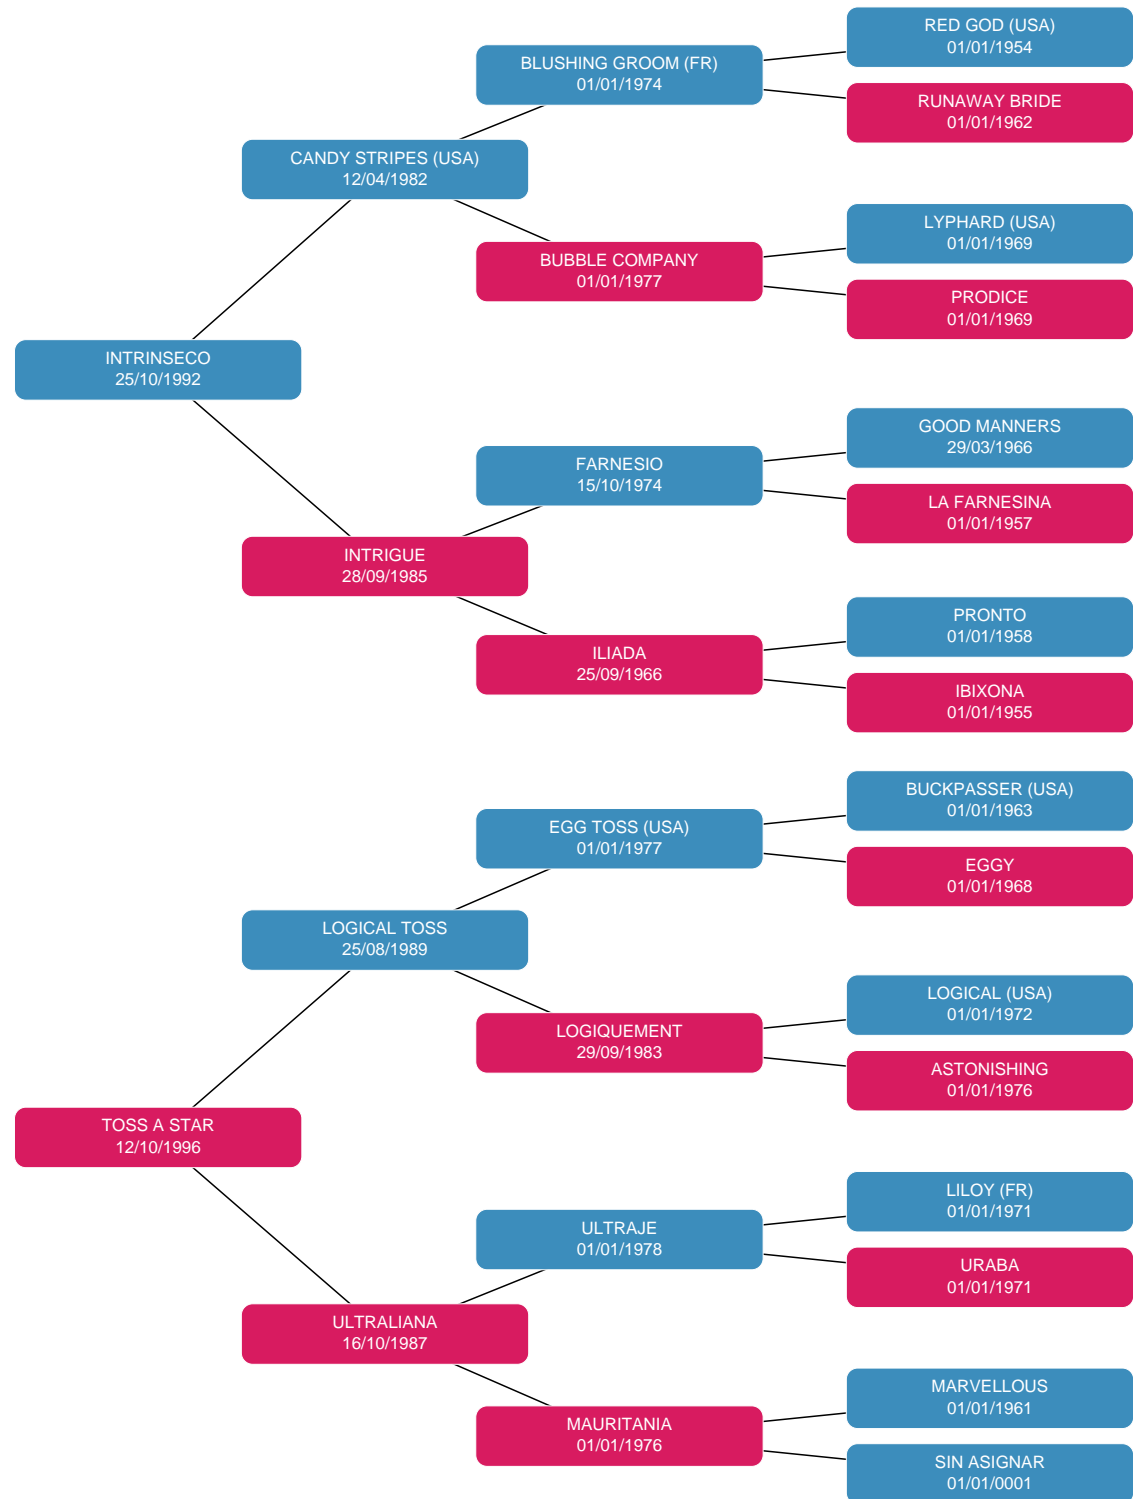 RED GOD (USA)
01/01/1954
BLUSHING GROOM (FR)
01/01/1974
RUNAWAY BRIDE
01/01/1962
CANDY STRIPES (USA)
12/04/1982
LYPHARD (USA)
01/01/1969
BUBBLE COMPANY
01/01/1977
PRODICE
01/01/1969
INTRINSECO
25/10/1992
GOOD MANNERS
29/03/1966
FARNESIO
15/10/1974
LA FARNESINA
01/01/1957
INTRIGUE
28/09/1985
PRONTO
01/01/1958
ILIADA
25/09/1966
IBIXONA
01/01/1955
BUCKPASSER (USA)
01/01/1963
EGG TOSS (USA)
01/01/1977
EGGY
01/01/1968
LOGICAL TOSS
25/08/1989
LOGICAL (USA)
01/01/1972
LOGIQUEMENT
29/09/1983
ASTONISHING
01/01/1976
TOSS A STAR
12/10/1996
LILOY (FR)
01/01/1971
ULTRAJE
01/01/1978
URABA
01/01/1971
ULTRALIANA
16/10/1987
MARVELLOUS
01/01/1961
MAURITANIA
01/01/1976
SIN ASIGNAR
01/01/0001